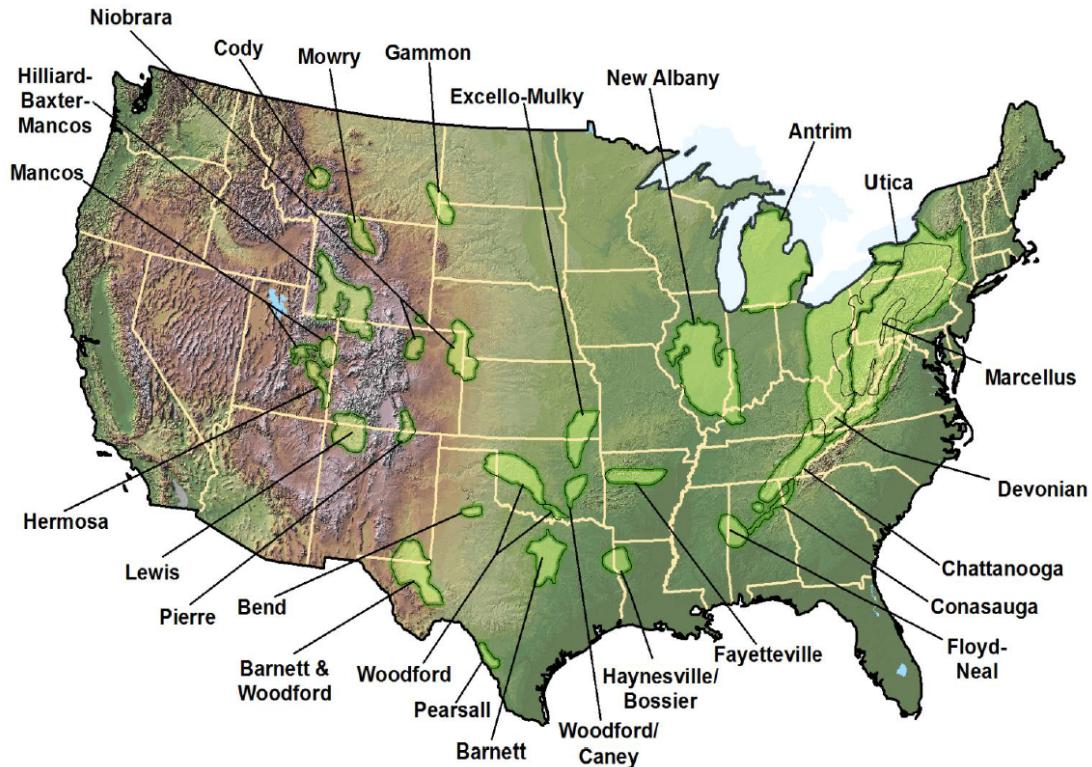 Niobrara
Cody
Mowry
Gammon
Hilliard-
Baxter-
Mancos
Excello-Mulky
New Albany
Antrim
Mancos
Utica
Marcellus
Devonian
Hermosa
Lewis
Chattanooga
Pierre
Bend
Conasauga
Barnett &
Woodford
Woodford
Fayetteville
Floyd-
Neal
Haynesville/
Bossier
Pearsall
Barnett
Woodford/
Caney